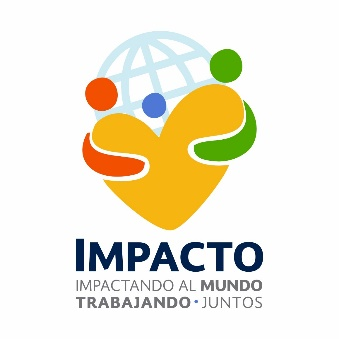 IMPACTO
IMPACTANDO AL MUNDO
TRABAJANDO · JUNTOS